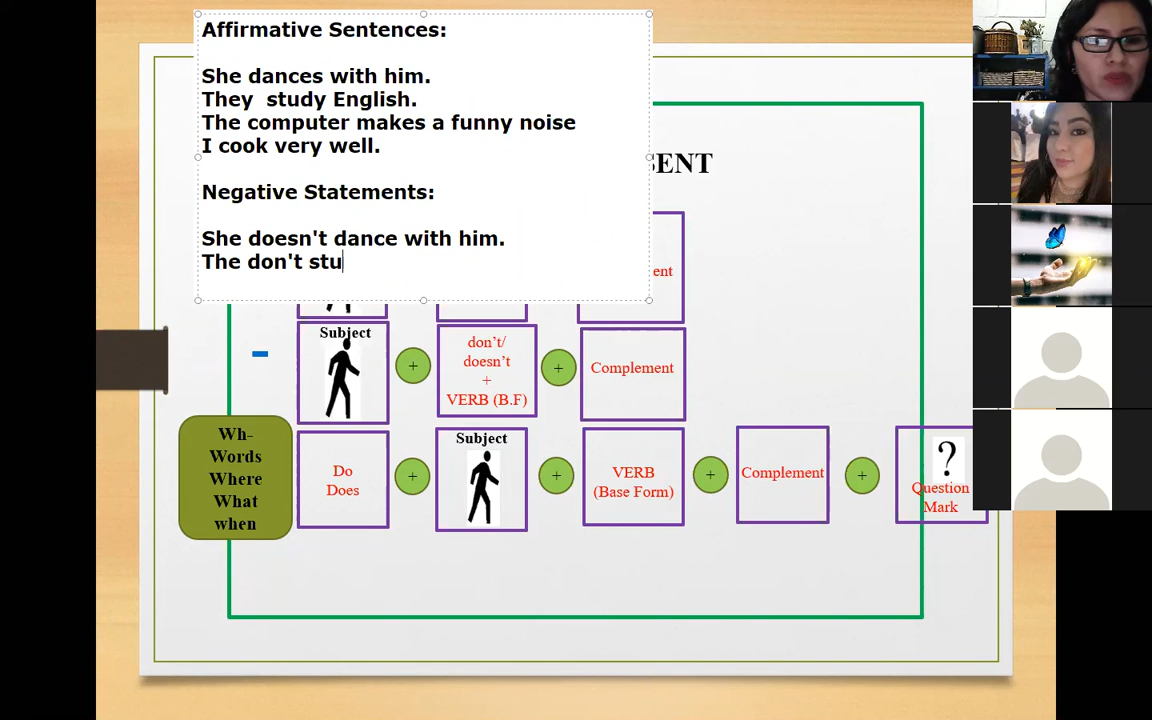 Affirmative Sentences:
She dances with him.
They  study English.
The computer makes a funny noise
I cook very well.
Negative Statements:
She doesn't dance with him.
The don't stu
SENT
ent
-
Subject
+
don't/
doesn't
+
VERB (B.F)
+
Complement
Wh-
Words
Where
What
when
Do
Does
+
Subject
+
VERB
(Base Form)
+
Complement
+
?
Question
Mark